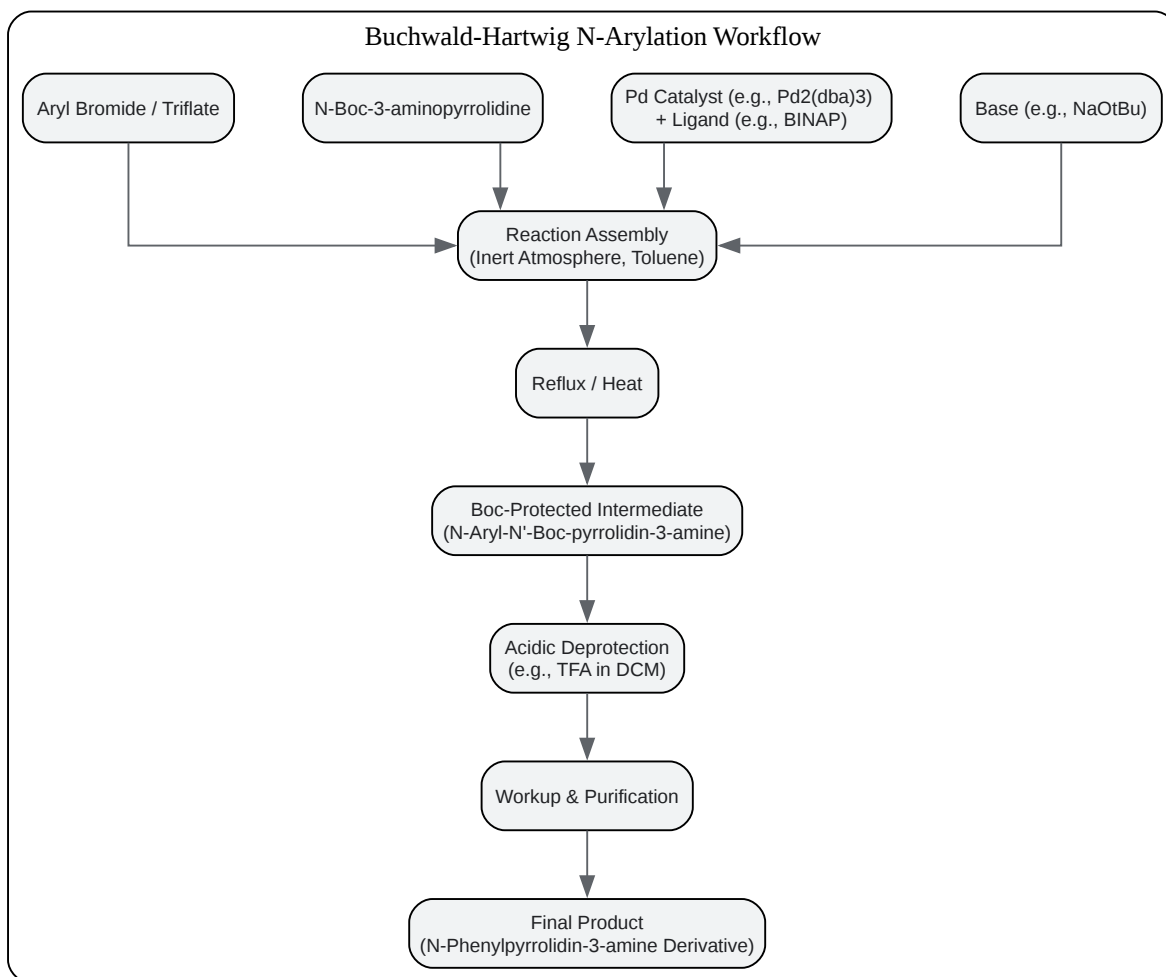 Buchwald-Hartwig N-Arylation Workflow
Aryl Bromide / Triflate
N-Boc-3-aminopyrrolidine
Pd Catalyst (e.g., Pd2(dba)3)
+ Ligand (e.g., BINAP)
Base (e.g., NaOtBu)
Reaction Assembly
(Inert Atmosphere, Toluene)
Reflux / Heat
Boc-Protected Intermediate
(N-Aryl-N'-Boc-pyrrolidin-3-amine)
Acidic Deprotection
(e.g., TFA in DCM)
Workup & Purification
Final Product
(N-Phenylpyrrolidin-3-amine Derivative)